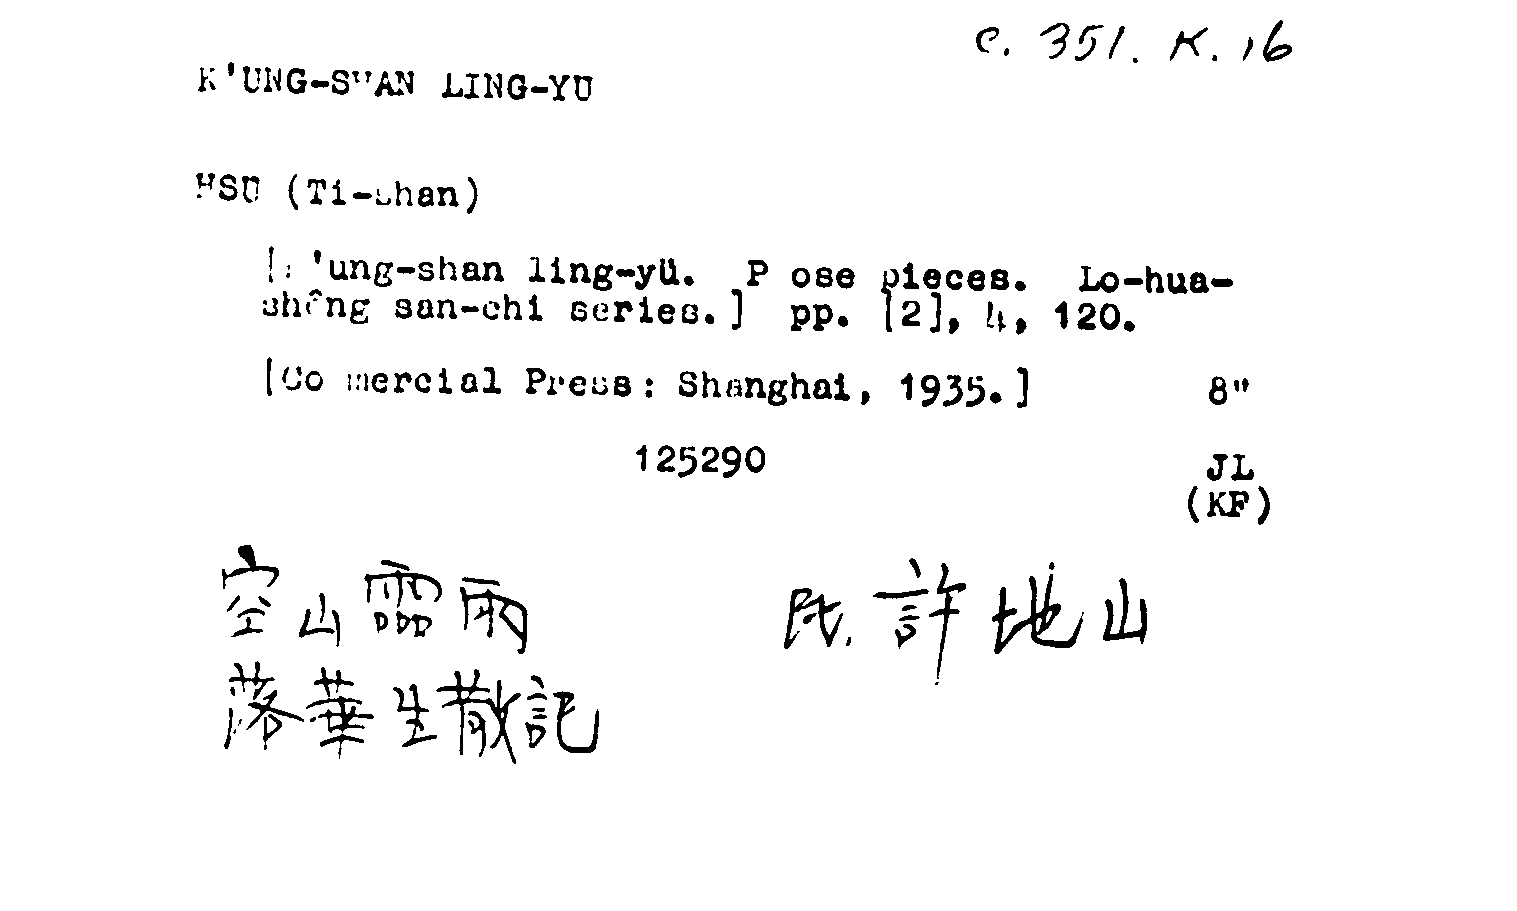 c. 351. K. 16
K'UNG-SHAN LING-YU
HSU (Ti-shan)
[K'ung-shan ling-yü. Prose pieces. Lo-hua-
shêng san-chi series.] pp. [2], 4, 120.
[Commercial Press: Shanghai, 1935.] 8"
125290 JL
(KF)
空山靈雨 民. 許地山
落華生散記